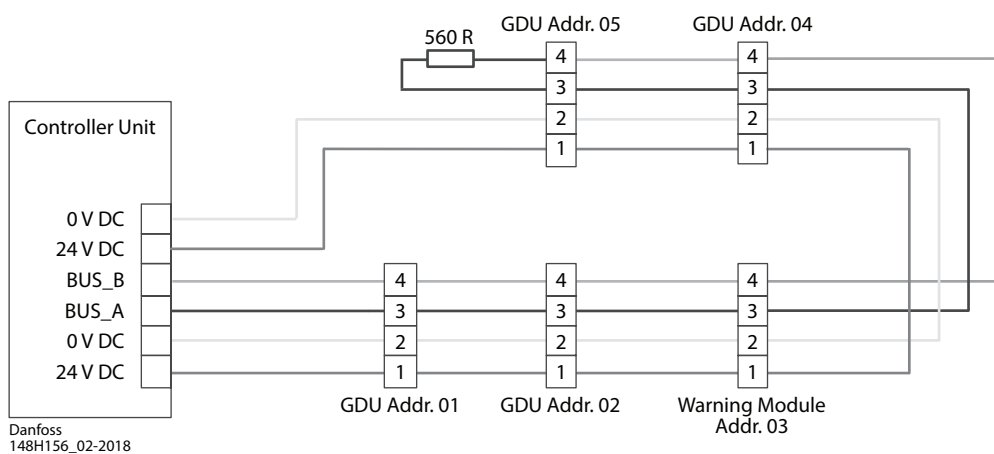 GDU Addr. 05
GDU Addr. 04
560 R
4
4
3
3
2
2
1
1
Controller Unit
0 V DC
24 V DC
BUS_B
4
4
4
BUS_A
3
3
3
0 V DC
2
2
2
24 V DC
1
1
1
GDU Addr. 01
GDU Addr. 02
Warning Module
Addr. 03
Danfoss
148H156_02-2018